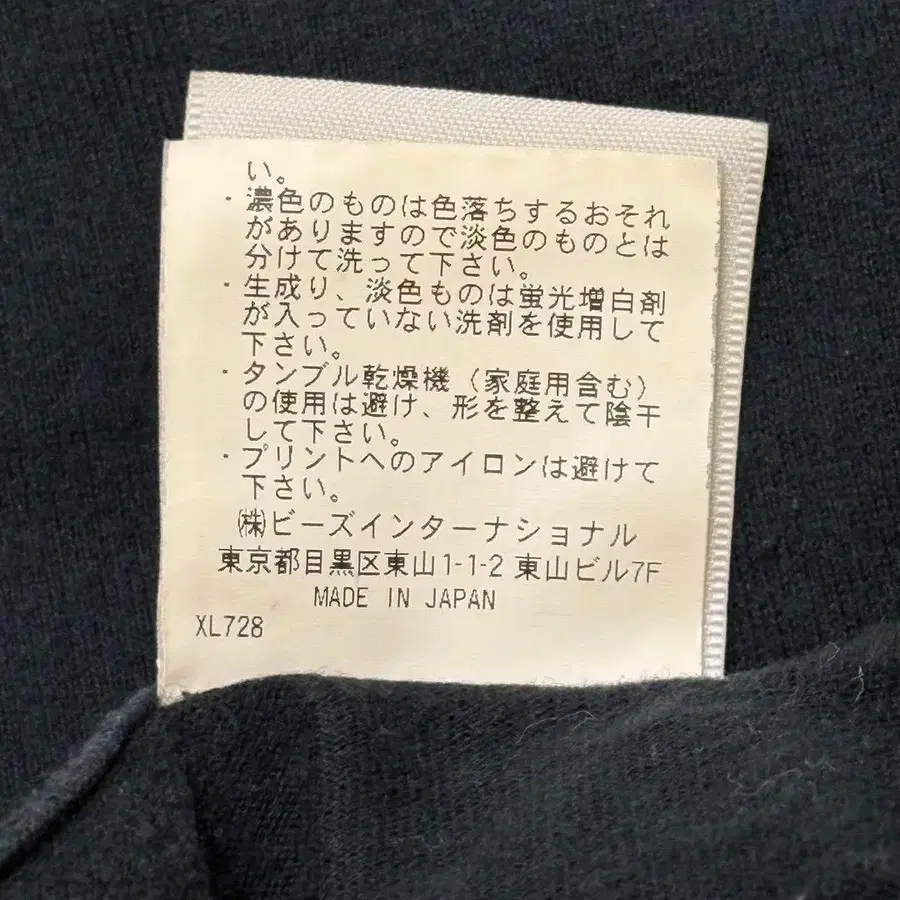 い。
・濃色のものは色落ちするおそれ
がありますので淡色のものとは
分けて洗って下さい。
・生成り、淡色ものは蛍光増白剤
が入っていない洗剤を使用して
下さい。
・タンブル乾燥機（家庭用含む）
の使用は避け、形を整えて陰干
して下さい。
・プリントへのアイロンは避けて
下さい。
㈱ビーズインターナショナル
東京都目黒区東山1-1-2 東山ビル7F
MADE IN JAPAN
XL728